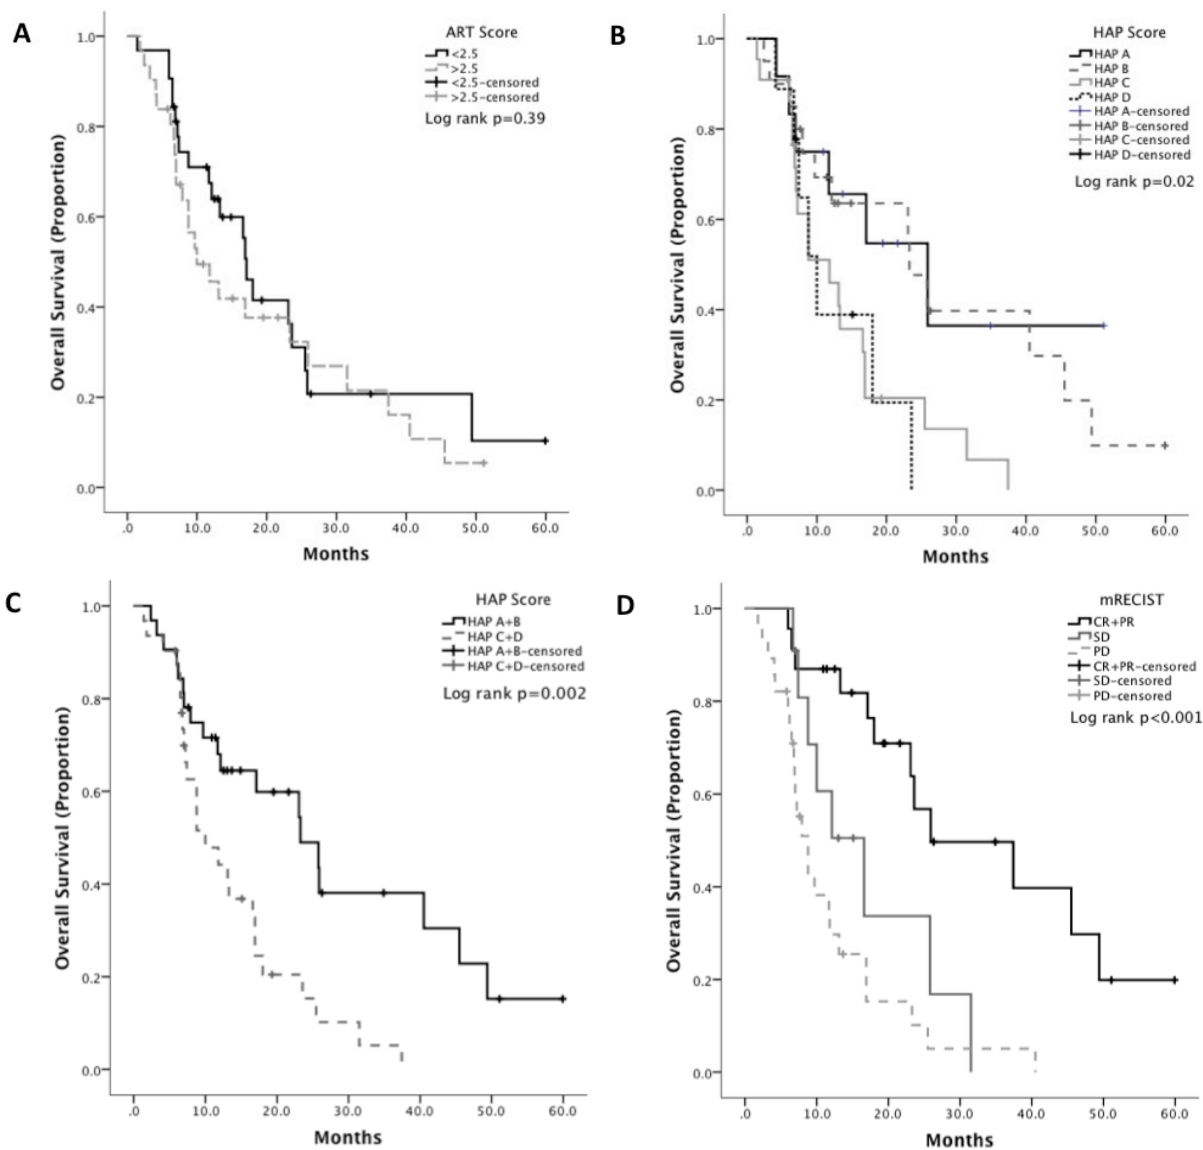 A
ART Score
<2.5
>2.5
<2.5-censored
>2.5-censored
Log rank p=0.39
Overall Survival (Proportion)
1.0
0.8
0.6
0.4
0.2
0.0
.0 10.0 20.0 30.0 40.0 50.0 60.0
Months
B
HAP Score
HAP A
HAP B
HAP C
HAP D
HAP A-censored
HAP B-censored
HAP C-censored
HAP D-censored
Log rank p=0.02
Overall Survival (Proportion)
1.0
0.8
0.6
0.4
0.2
0.0
.0 10.0 20.0 30.0 40.0 50.0 60.0
Months
C
HAP Score
HAP A+B
HAP C+D
HAP A+B-censored
HAP C+D-censored
Log rank p=0.002
Overall Survival (Proportion)
1.0
0.8
0.6
0.4
0.2
0.0
.0 10.0 20.0 30.0 40.0 50.0 60.0
Months
D
mRECIST
CR+PR
SD
PD
CR+PR-censored
SD-censored
PD-censored
Log rank p<0.001
Overall Survival (Proportion)
1.0
0.8
0.6
0.4
0.2
0.0
.0 10.0 20.0 30.0 40.0 50.0 60.0
Months